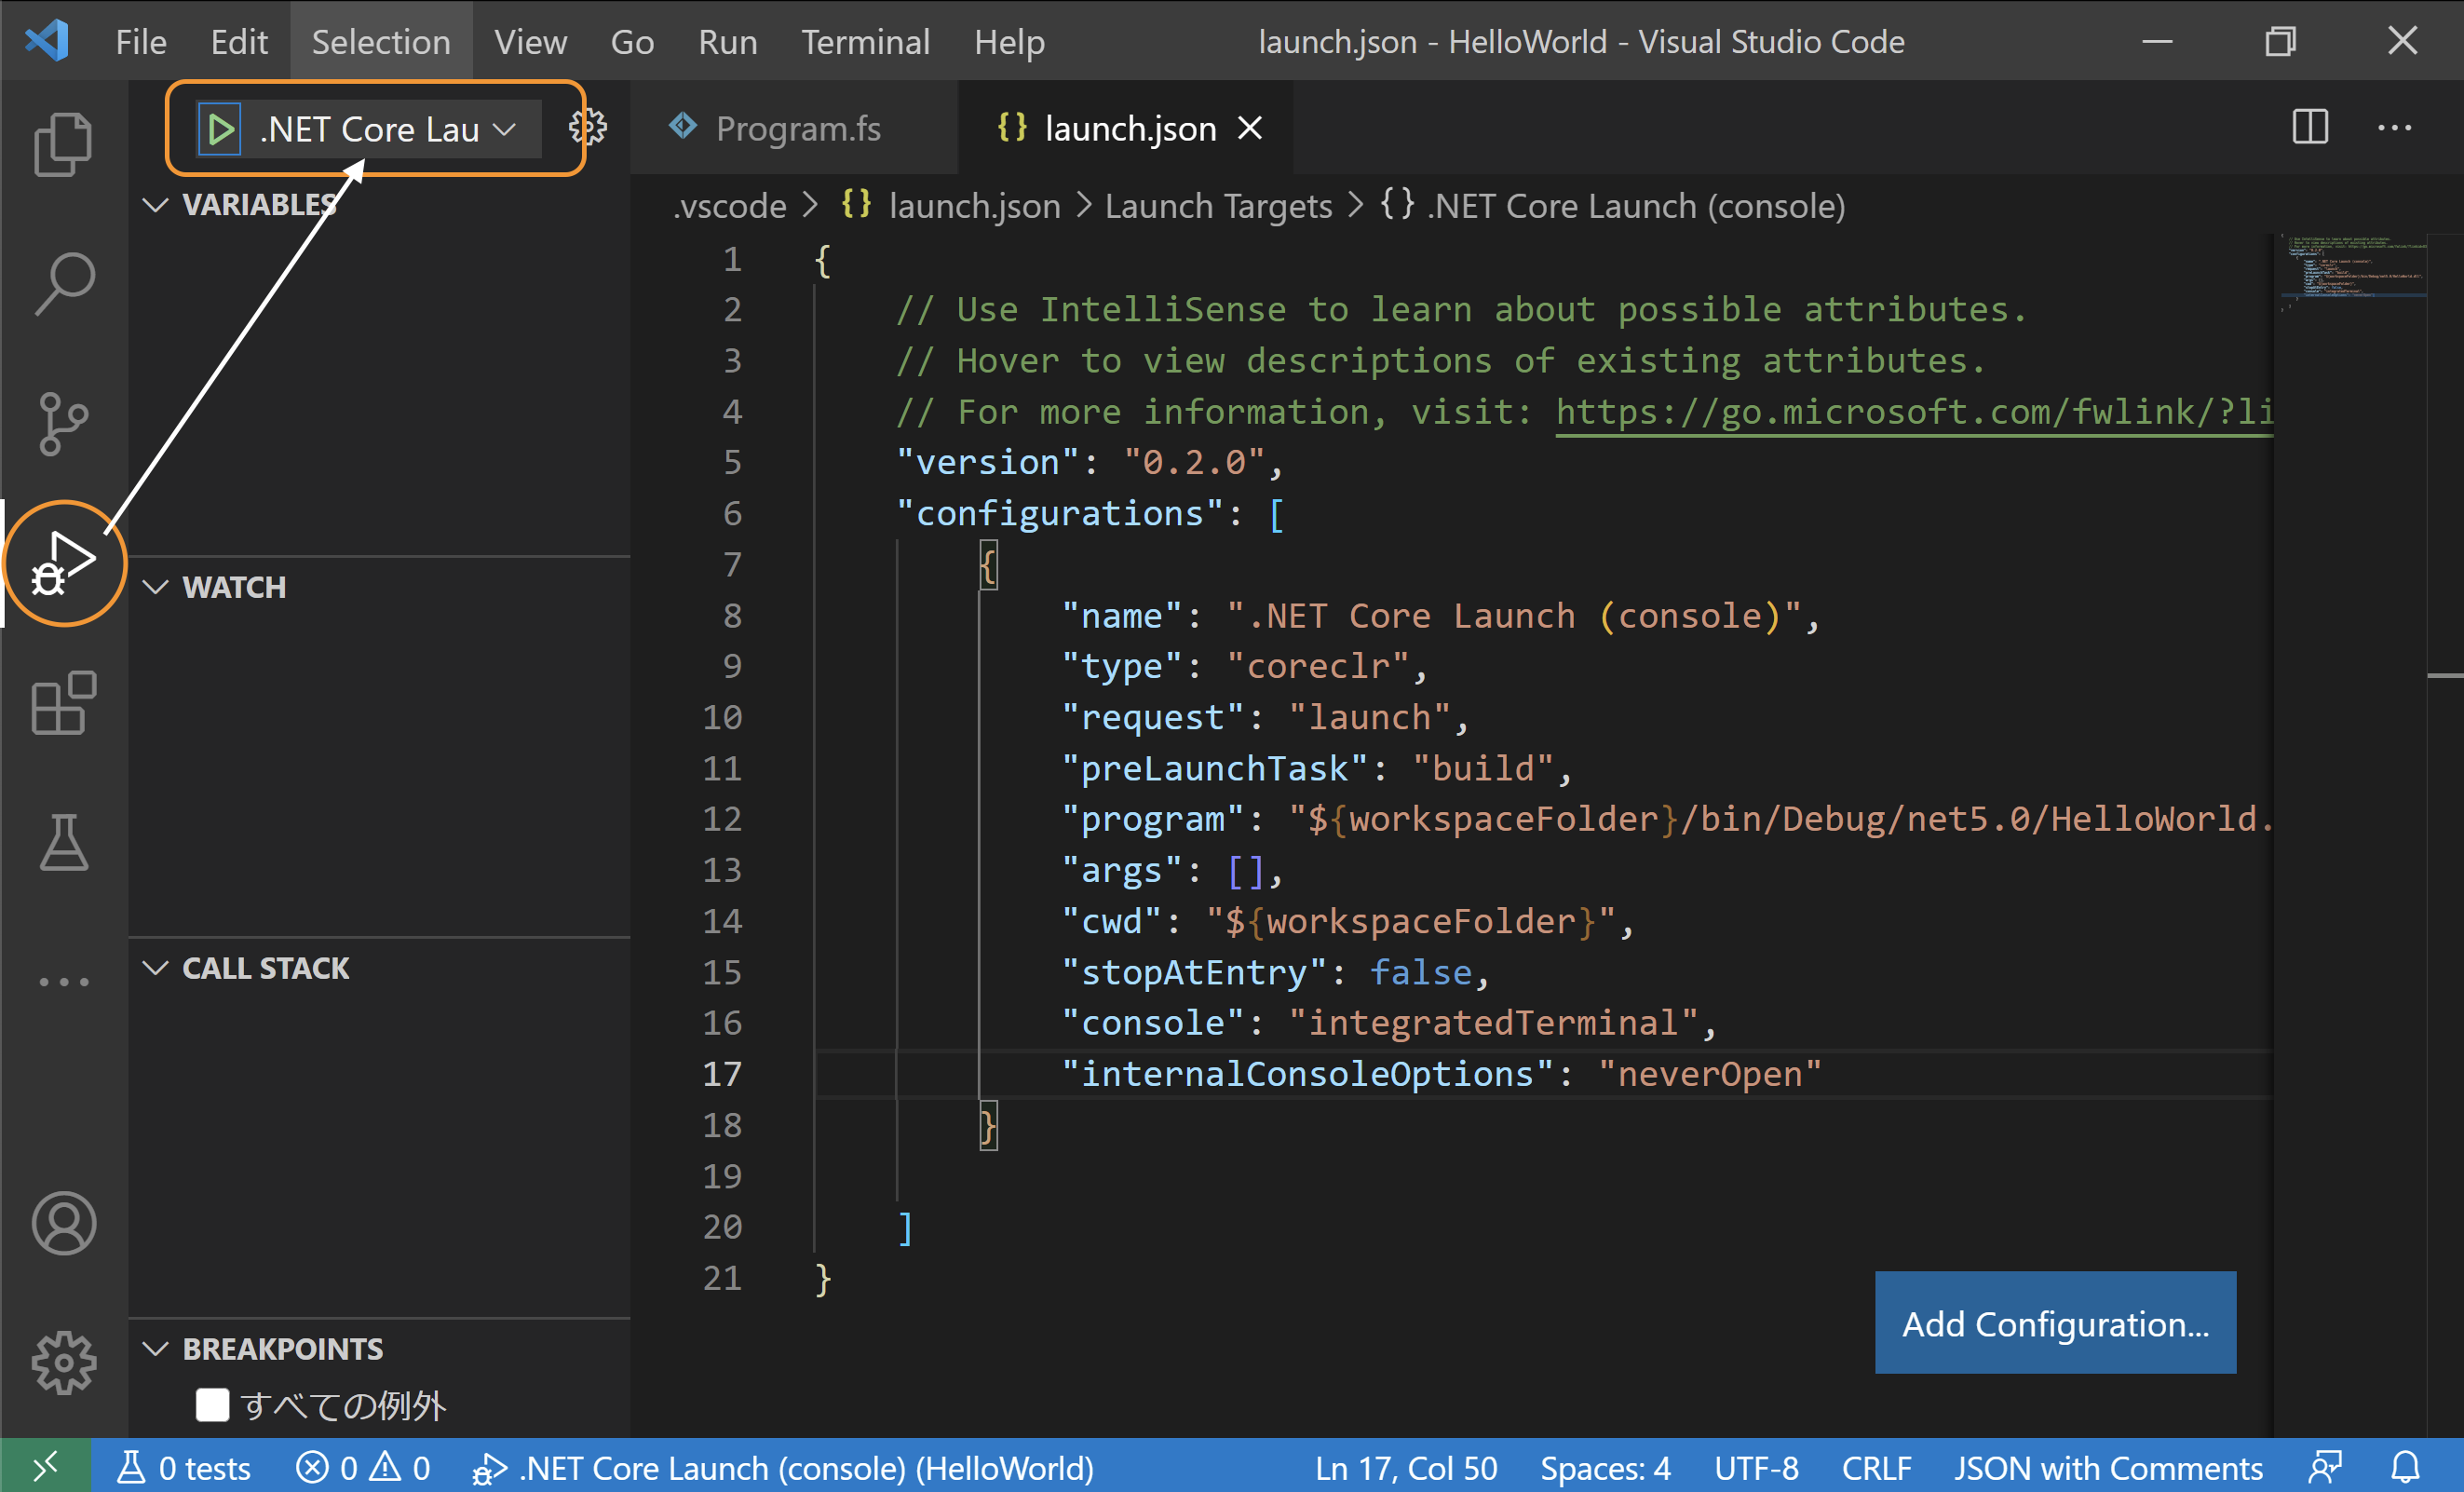 File Edit Selection View Go Run Terminal Help launch.json - HelloWorld - Visual Studio Code
.NET Core Lau
Program.fs
launch.json
VARIABLES
WATCH
CALL STACK
BREAKPOINTS
すべての例外
.vscode > {} launch.json > Launch Targets > {} .NET Core Launch (console)
1 {
2 // Use IntelliSense to learn about possible attributes.
3 // Hover to view descriptions of existing attributes.
4 // For more information, visit: https://go.microsoft.com/fwlink/?li
5 "version": "0.2.0",
6 "configurations": [
7 {
8 "name": ".NET Core Launch (console)",
9 "type": "coreclr",
10 "request": "launch",
11 "preLaunchTask": "build",
12 "program": "${workspaceFolder}/bin/Debug/net5.0/HelloWorld.
13 "args": [],
14 "cwd": "${workspaceFolder}",
15 "stopAtEntry": false,
16 "console": "integratedTerminal",
17 "internalConsoleOptions": "neverOpen"
18 }
19
20 ]
21 }
Add Configuration...
0 tests 0 0 .NET Core Launch (console) (HelloWorld) Ln 17, Col 50 Spaces: 4 UTF-8 CRLF JSON with Comments